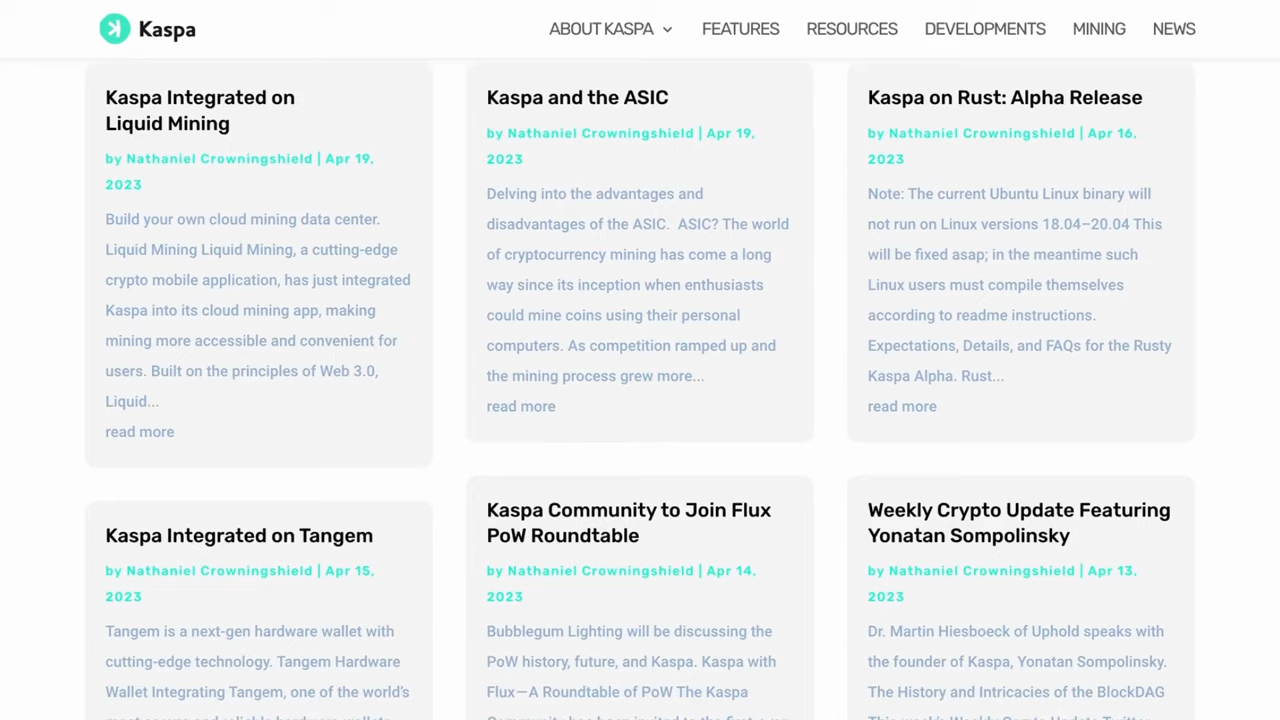 Kaspa
ABOUT KASPA
FEATURES
RESOURCES
DEVELOPMENTS
MINING
NEWS
Kaspa Integrated on
Liquid Mining
by Nathaniel Crowningshield | Apr 19,
2023
Build your own cloud mining data center.
Liquid Mining Liquid Mining, a cutting-edge
crypto mobile application, has just integrated
Kaspa into its cloud mining app, making
mining more accessible and convenient for
users. Built on the principles of Web 3.0,
Liquid...
read more
Kaspa and the ASIC
by Nathaniel Crowningshield | Apr 19,
2023
Delving into the advantages and
disadvantages of the ASIC.  ASIC? The world
of cryptocurrency mining has come a long
way since its inception when enthusiasts
could mine coins using their personal
computers. As competition ramped up and
the mining process grew more...
read more
Kaspa on Rust: Alpha Release
by Nathaniel Crowningshield | Apr 16,
2023
Note: The current Ubuntu Linux binary will
not run on Linux versions 18.04–20.04 This
will be fixed asap; in the meantime such
Linux users must compile themselves
according to readme instructions.
Expectations, Details, and FAQs for the Rusty
Kaspa Alpha. Rust...
read more
Kaspa Integrated on Tangem
by Nathaniel Crowningshield | Apr 15,
2023
Tangem is a next-gen hardware wallet with
cutting-edge technology. Tangem Hardware
Wallet Integrating Tangem, one of the world's
Kaspa Community to Join Flux
PoW Roundtable
by Nathaniel Crowningshield | Apr 14,
2023
Bubblegum Lighting will be discussing the
PoW history, future, and Kaspa. Kaspa with
Flux—A Roundtable of PoW The Kaspa
Weekly Crypto Update Featuring
Yonatan Sompolinsky
by Nathaniel Crowningshield | Apr 13,
2023
Dr. Martin Hiesboeck of Uphold speaks with
the founder of Kaspa, Yonatan Sompolinsky.
The History and Intricacies of the BlockDAG